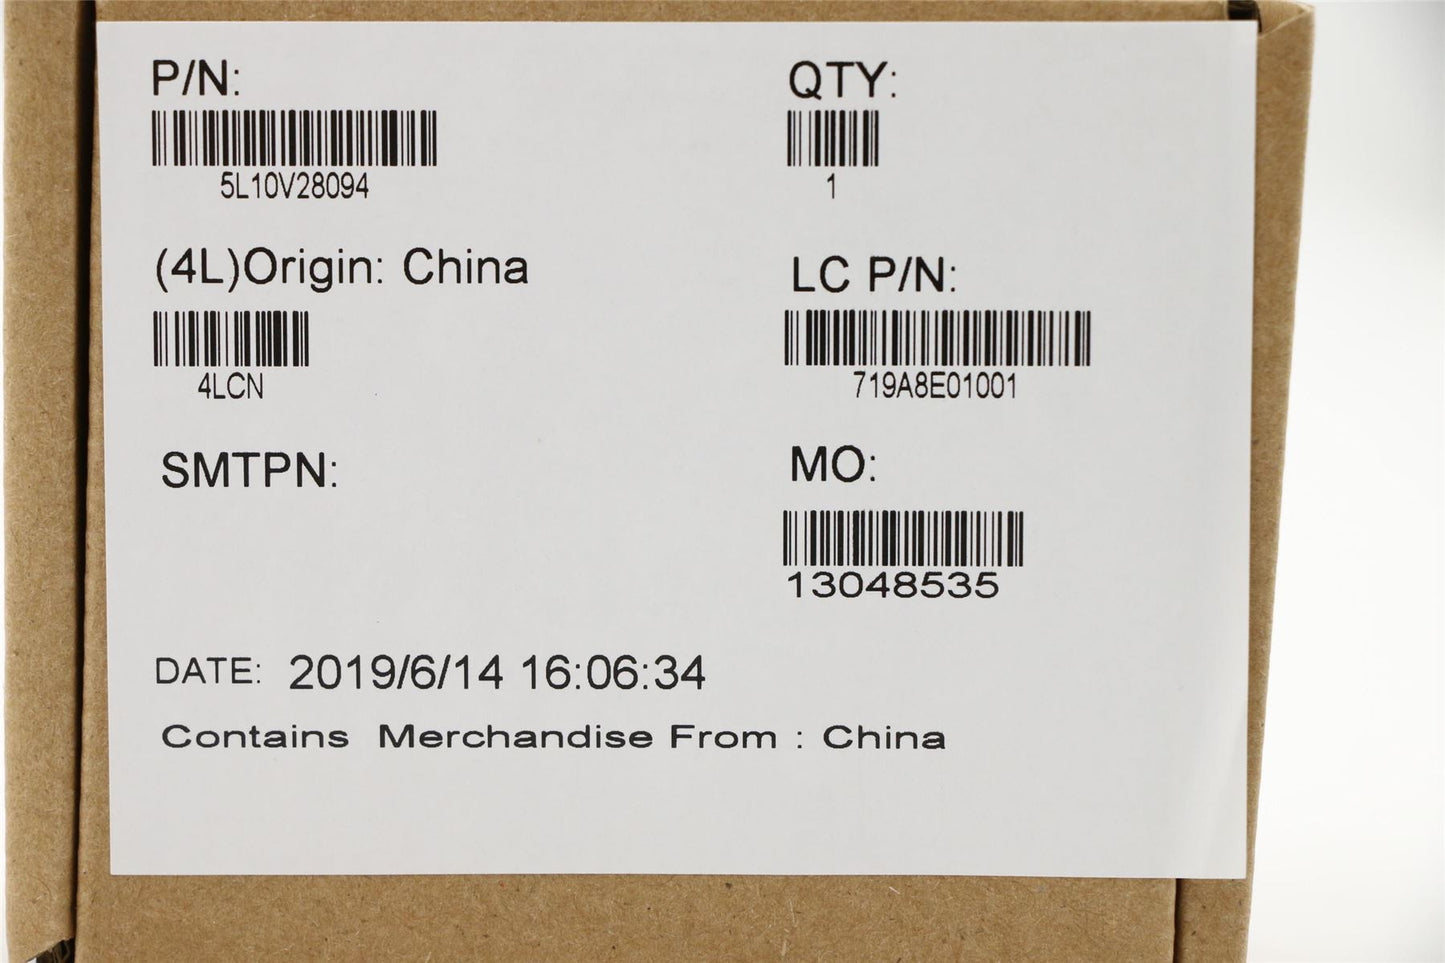 P/N:
5L10V28094
QTY:
1
(4L)Origin: China
4LCN
LC P/N:
719A8E01001
SMTPN:
MO:
13048535
DATE: 2019/6/14 16:06:34
Contains Merchandise From : China